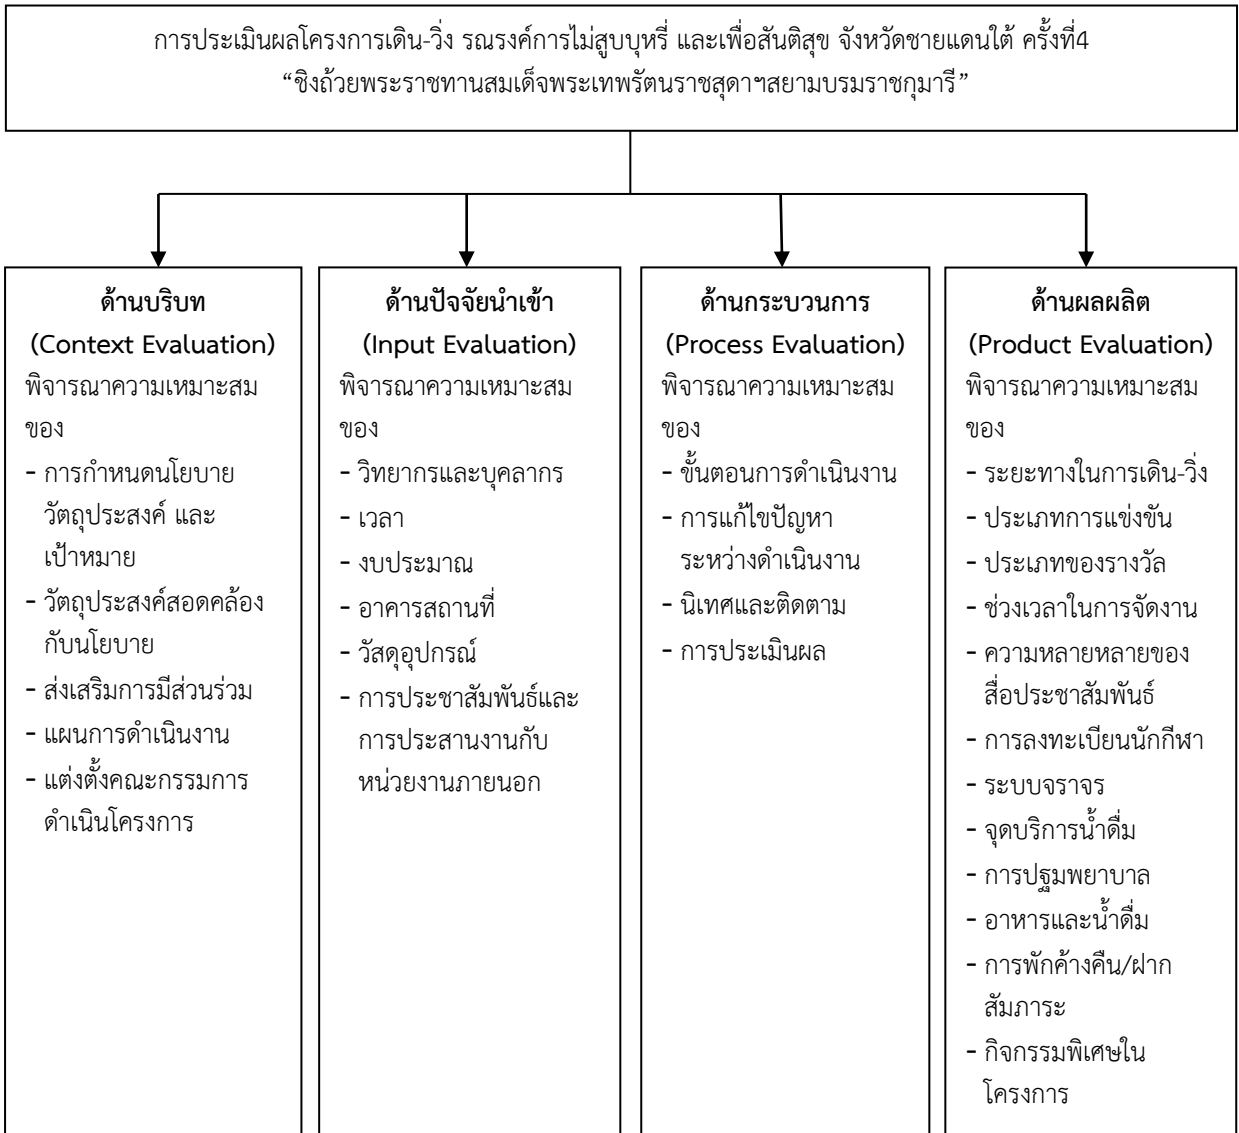 การประเมินผลโครงการเดิน-วิ่ง รณรงค์การไม่สูบบุหรี่ และเพื่อสันติสุข จังหวัดชายแดนใต้ ครั้งที่4
“ชิงถ้วยพระราชทานสมเด็จพระเทพรัตนราชสุดาฯสยามบรมราชกุมารี”
ด้านบริบท
(Context Evaluation)
พิจารณาความเหมาะสม
ของ
- การกำหนดนโยบาย
วัตถุประสงค์ และ
เป้าหมาย
- วัตถุประสงค์สอดคล้อง
กับนโยบาย
- ส่งเสริมการมีส่วนร่วม
- แผนการดำเนินงาน
- แต่งตั้งคณะกรรมการ
ดำเนินโครงการ
ด้านปัจจัยนำเข้า
(Input Evaluation)
พิจารณาความเหมาะสม
ของ
- วิทยากรและบุคลากร
- เวลา
- งบประมาณ
- อาคารสถานที่
- วัสดุอุปกรณ์
- การประชาสัมพันธ์และ
การประสานงานกับ
หน่วยงานภายนอก
ด้านกระบวนการ
(Process Evaluation)
พิจารณาความเหมาะสม
ของ
- ขั้นตอนการดำเนินงาน
- การแก้ไขปัญหา
ระหว่างดำเนินงาน
- นิเทศและติดตาม
- การประเมินผล
ด้านผลผลิต
(Product Evaluation)
พิจารณาความเหมาะสม
ของ
- ระยะทางในการเดิน-วิ่ง
- ประเภทการแข่งขัน
- ประเภทของรางวัล
- ช่วงเวลาในการจัดงาน
- ความหลายหลายของ
สื่อประชาสัมพันธ์
- การลงทะเบียนนักกีฬา
- ระบบจราจร
- จุดบริการน้ำดื่ม
- การปฐมพยาบาล
- อาหารและน้ำดื่ม
- การพักค้างคืน/ฝาก
สัมภาระ
- กิจกรรมพิเศษใน
โครงการ